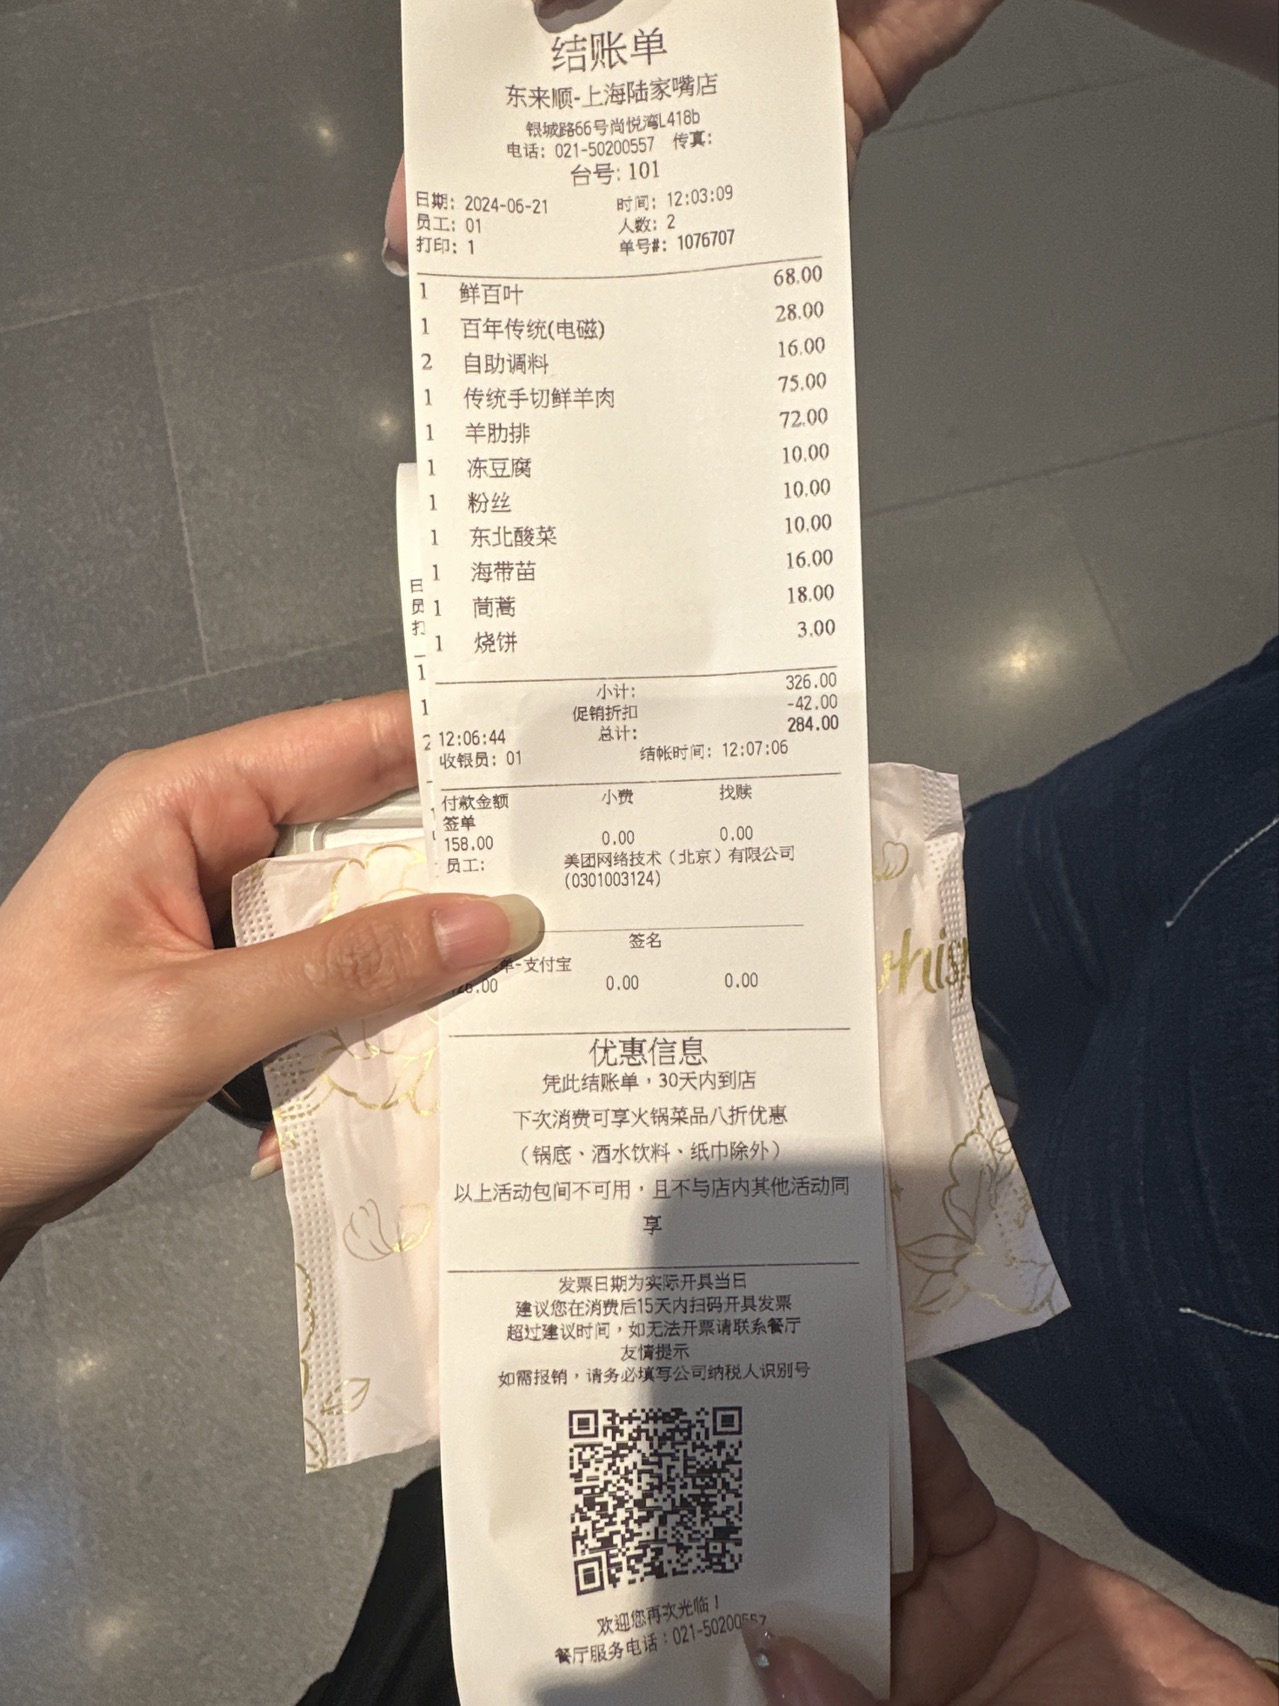 结账单
东来顺-上海陆家嘴店
银城路66号尚悦湾L418b
电话: 021-50200557 传真:
台号: 101
日期: 2024-06-21 时间: 12:03:09
员工: 01 人数: 2
打印: 1 单号#: 1076707
1 鲜百叶 68.00
1 百年传统(电磁) 28.00
2 自助调料 16.00
1 传统手切鲜羊肉 75.00
1 羊肋排 72.00
1 冻豆腐 10.00
1 粉丝 10.00
1 东北酸菜 10.00
1 海带苗 16.00
1 茼蒿 18.00
1 烧饼 3.00
小计: 326.00
促销折扣 -42.00
总计: 284.00
12:06:44
收银员: 01 结帐时间: 12:07:06
付款金额 小费 找赎
签单
158.00 0.00 0.00
员工: 美团网络技术（北京）有限公司
(0301003124)
签名
单-支付宝
0.00 0.00
优惠信息
凭此结账单，30天内到店
下次消费可享火锅菜品八折优惠
（锅底、酒水饮料、纸巾除外）
以上活动包间不可用，且不与店内其他活动同
享
发票日期为实际开具当日
建议您在消费后15天内扫码开具发票
超过建议时间，如无法开票请联系餐厅
友情提示
如需报销，请务必填写公司纳税人识别号
欢迎您再次光临！
餐厅服务电话：021-50200557
日
员
1
1
2